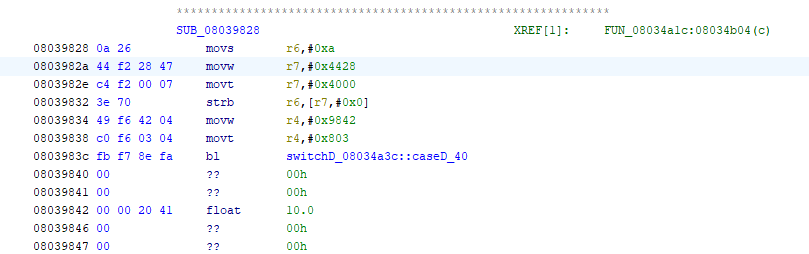 ************************************************************
SUB_08039828 XREF[1]: FUN_08034a1c:08034b04(c)
08039828 0a 26 movs r6,#0xa
0803982a 44 f2 28 47 movw r7,#0x4428
0803982e c4 f2 00 07 movt r7,#0x4000
08039832 3e 70 strb r6,[r7,#0x0]
08039834 49 f6 42 04 movw r4,#0x9842
08039838 c0 f6 03 04 movt r4,#0x803
0803983c fb f7 8e fa bl switchD_08034a3c::caseD_40
08039840 00 ?? 00h
08039841 00 ?? 00h
08039842 00 00 20 41 float 10.0
08039846 00 ?? 00h
08039847 00 ?? 00h